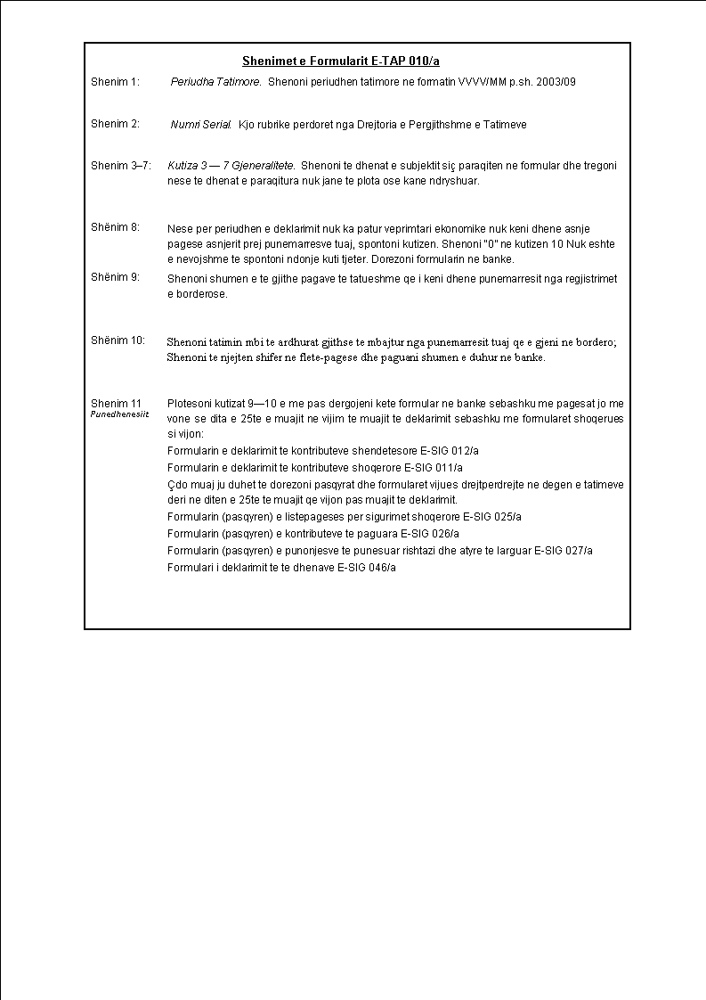 Shenimet e Formularit E-TAP 010/a
Shenim 1: Periudha Tatimore. Shenoni periudhen tatimore ne formatin VVVV/MM p.sh. 2003/09
Shenim 2: Numri Serial. Kjo rubrike perdoret nga Drejtoria e Pergjithshme e Tatimeve
Shenim 3–7: Kutiza 3 — 7 Gjeneralitete. Shenoni te dhenat e subjektit siç paraqiten ne formular dhe tregoni
nese te dhenat e paraqitura nuk jane te plota ose kane ndryshuar.
Shënim 8: Nese per periudhen e deklarimit nuk ka patur veprimtari ekonomike nuk keni dhene asnje
pagese asnjerit prej punemarresve tuaj, spontoni kutizen. Shenoni "0" ne kutizen 10 Nuk eshte
e nevojshme te spontoni ndonje kuti tjeter. Dorezoni formularin ne banke.
Shënim 9: Shenoni shumen e te gjithe pagave te tatueshme qe i keni dhene punemarresit nga regjistrimet
e borderose.
Shënim 10: Shenoni tatimin mbi te ardhurat gjithse te mbajtur nga punemarresit tuaj qe e gjeni ne bordero;
Shenoni te njejten shifer ne flete-pagese dhe paguani shumen e duhur ne banke.
Shenim 11 Plotesoni kutizat 9—10 e me pas dergojeni kete formular ne banke sebashku me pagesat jo me
Punedhenesiit vone se dita e 25te e muajit ne vijim te muajit te deklarimit sebashku me formularet shoqerues
si vijon:
Formularin e deklarimit te kontributeve shendetesore E-SIG 012/a
Formularin e deklarimit te kontributeve shoqerore E-SIG 011/a
Çdo muaj ju duhet te dorezoni pasqyrat dhe formularet vijues drejtperdrejte ne degen e tatimeve
deri ne diten e 25te te muajit qe vijon pas muajit te deklarimit.
Formularin (pasqyren) e listepageses per sigurimet shoqerore E-SIG 025/a
Formularin (pasqyren) e kontributeve te paguara E-SIG 026/a
Formularin (pasqyren) e punonjesve te punesuar rishtazi dhe atyre te larguar E-SIG 027/a
Formulari i deklarimit te te dhenave E-SIG 046/a